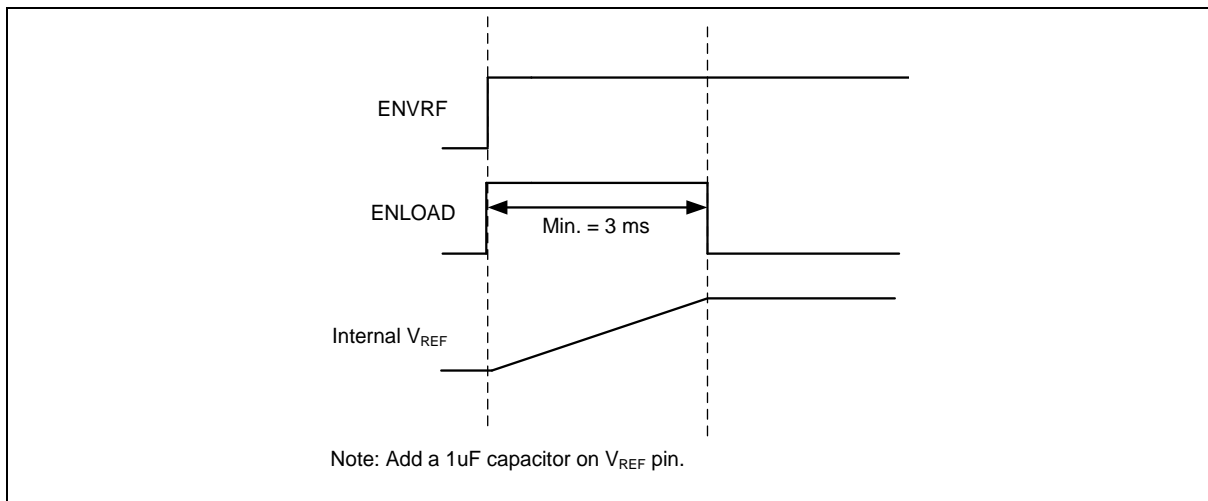 ENVRF
ENLOAD
Min. = 3 ms
Internal VREF
Note: Add a 1uF capacitor on VREF pin.